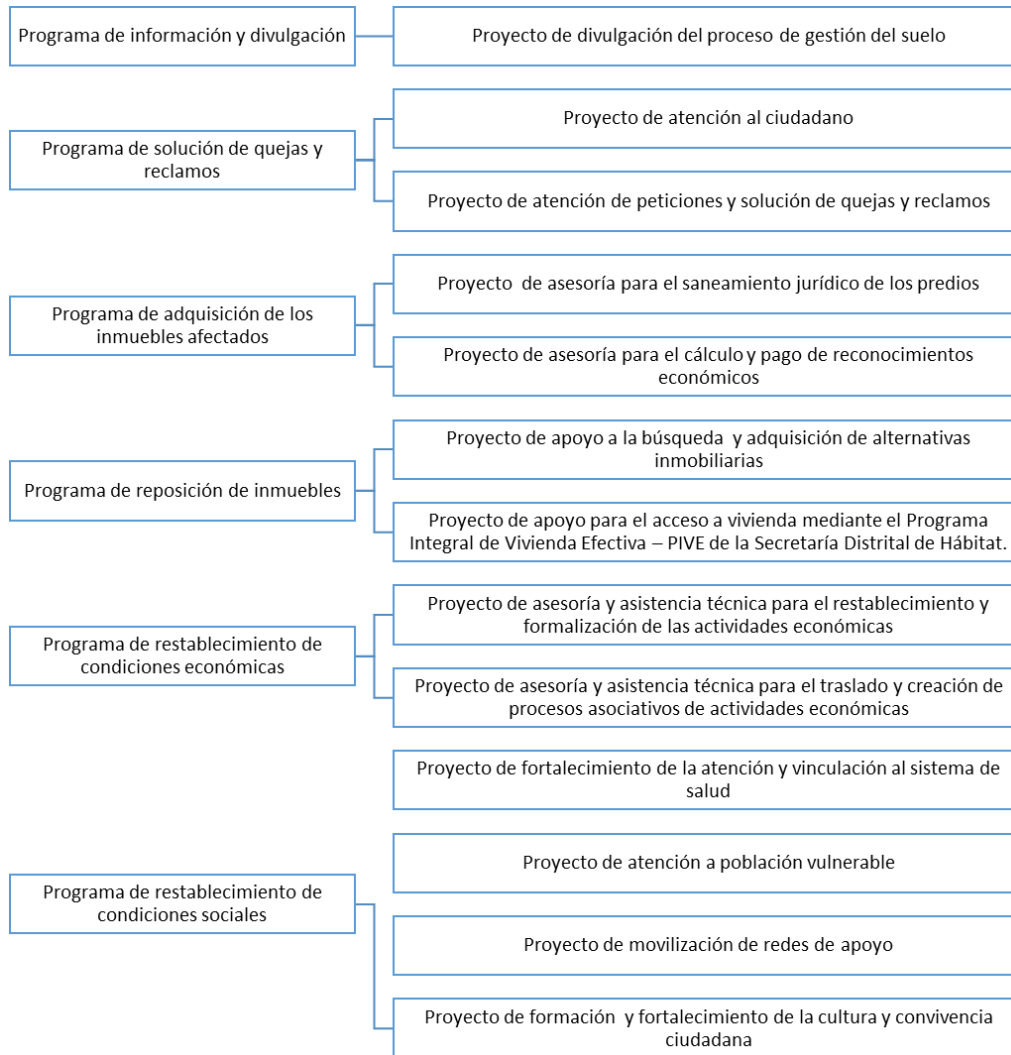 Programa de información y divulgación
Proyecto de divulgación del proceso de gestión del suelo
Programa de solución de quejas y
reclamos
Proyecto de atención al ciudadano
Proyecto de atención de peticiones y solución de quejas y reclamos
Programa de adquisición de los
inmuebles afectados
Proyecto de asesoría para el saneamiento jurídico de los predios
Proyecto de asesoría para el cálculo y pago de reconocimientos
económicos
Programa de reposición de inmuebles
Proyecto de apoyo a la búsqueda y adquisición de alternativas
inmobiliarias
Proyecto de apoyo para el acceso a vivienda mediante el Programa
Integral de Vivienda Efectiva – PIVE de la Secretaría Distrital de Hábitat.
Programa de restablecimiento de
condiciones económicas
Proyecto de asesoría y asistencia técnica para el restablecimiento y
formalización de las actividades económicas
Proyecto de asesoría y asistencia técnica para el traslado y creación de
procesos asociativos de actividades económicas
Programa de restablecimiento de
condiciones sociales
Proyecto de fortalecimiento de la atención y vinculación al sistema de
salud
Proyecto de atención a población vulnerable
Proyecto de movilización de redes de apoyo
Proyecto de formación y fortalecimiento de la cultura y convivencia
ciudadana